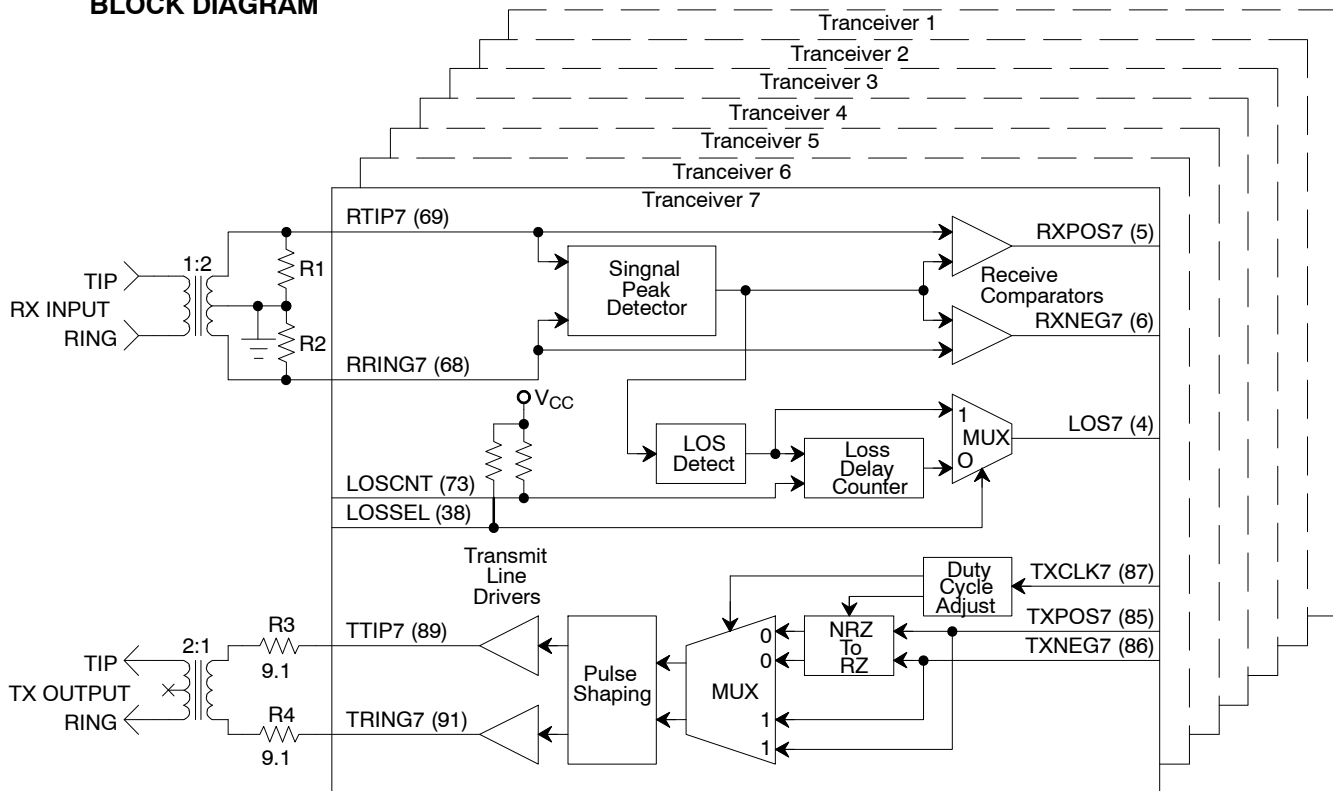 BLOCK DIAGRAM
Tranceiver 1
Tranceiver 2
Tranceiver 3
Tranceiver 4
Tranceiver 5
Tranceiver 6
Tranceiver 7
RTIP7 (69)
RXPOS7 (5)
1:2
R1
TIP
Singnal
Peak
Detector
Receive
Comparators
RX INPUT
RXNEG7 (6)
RING
R2
RRING7 (68)
VCC
1
MUX
O
LOS7 (4)
LOS
Detect
Loss
Delay
Counter
LOSCNT (73)
LOSSEL (38)
Transmit
Line
Drivers
Duty
Cycle
Adjust
TXCLK7 (87)
TXPOS7 (85)
TXNEG7 (86)
R3
TTIP7 (89)
2:1
NRZ
To
RZ
0
0
TIP
9.1
Pulse
Shaping
MUX
TX OUTPUT
R4
TRING7 (91)
RING
1
1
9.1